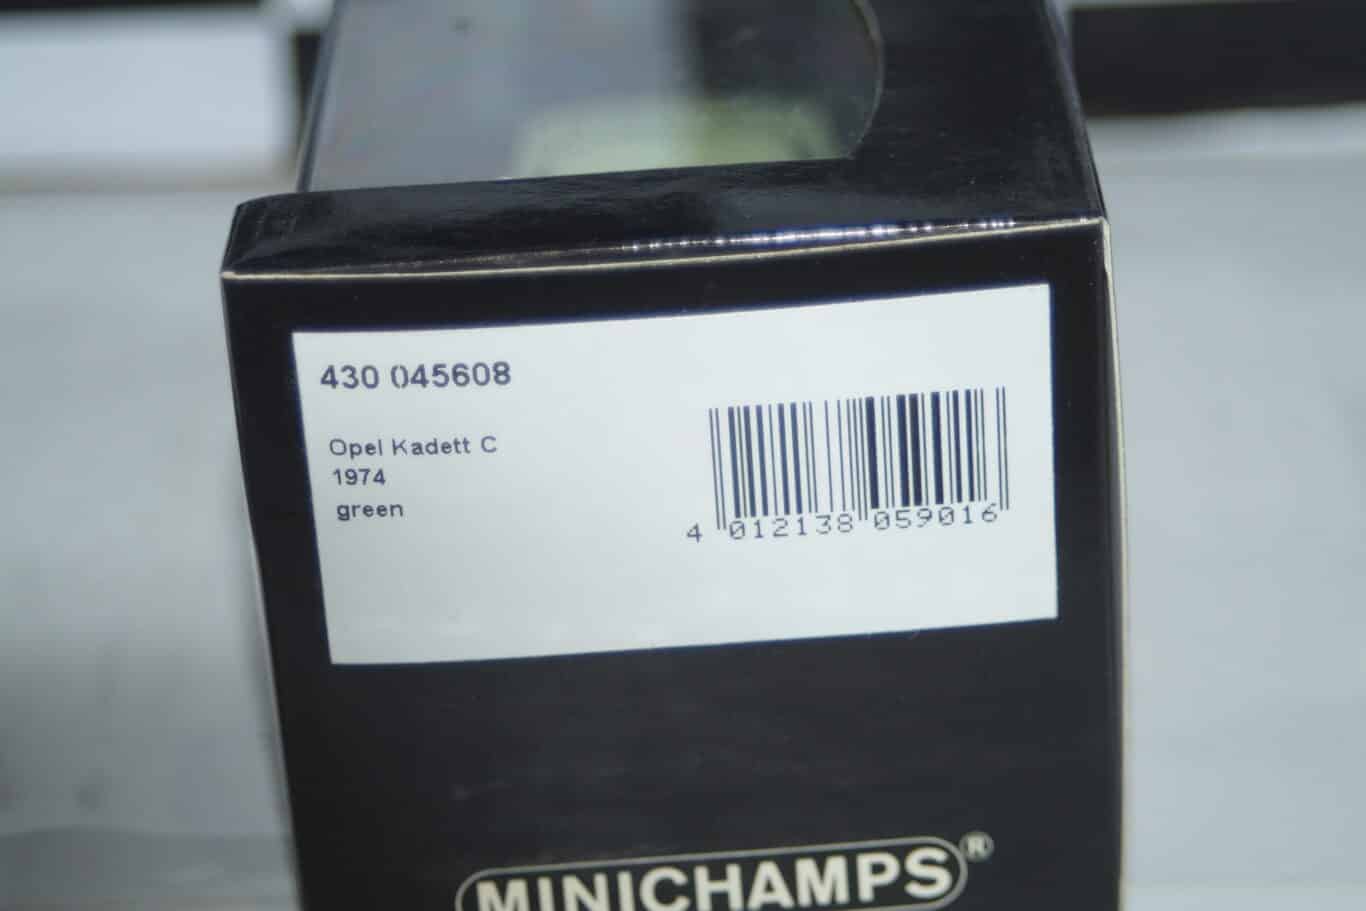 430 045608
Opel Kadett C
1974
green
4 012138 059016
MINICHAMPS®